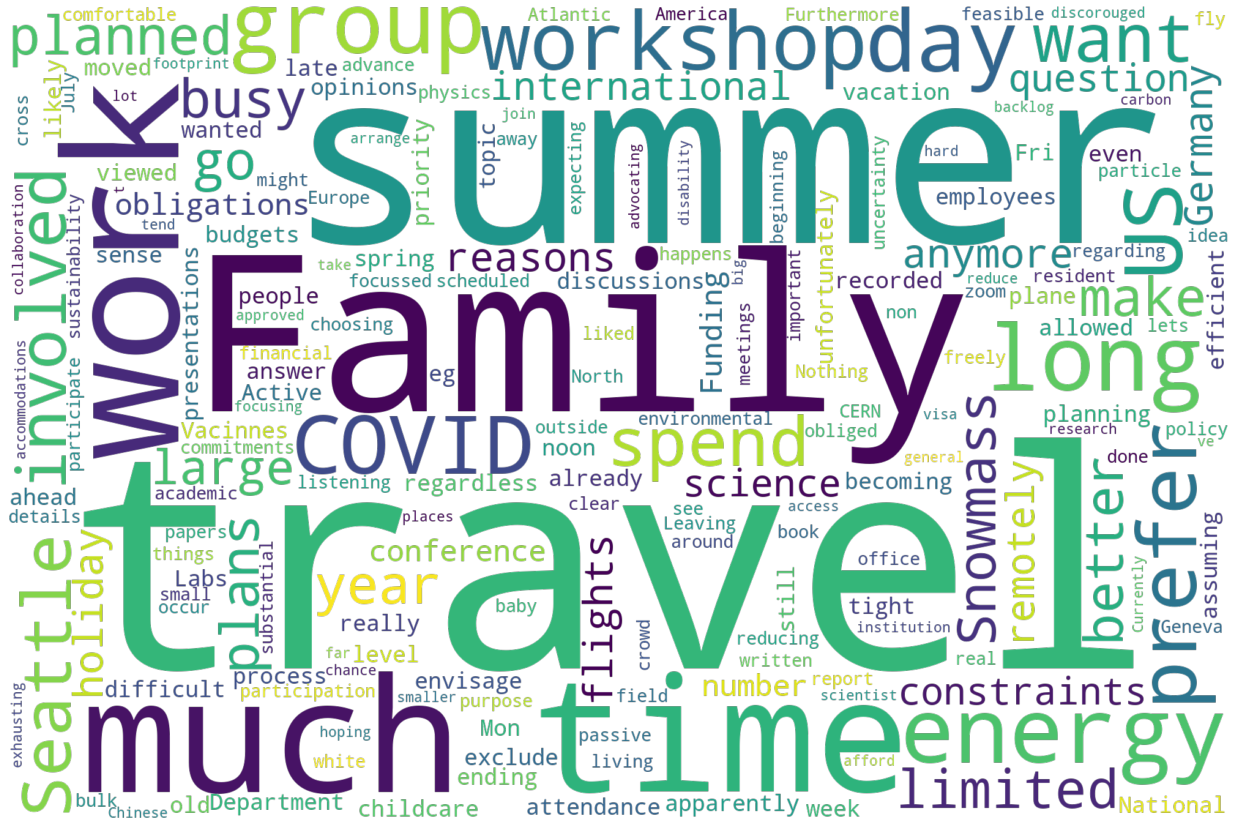 comfortable
Atlantic
America
Furthermore
feasible
discorouged
fly
planned
group
workshopday
want
moved
footprint
late
advance
likely
July
cross
lot
busy
opinions
physics
international
vacation
question
backlog
carbon
wanted
join
away
topic
arrange
priority
summer
hard
Fri
even
particle
Germany
viewed
go
might
Europe
expecting
advocating
disability
beginning
uncertainty
employees
us
work
t
obligations
tend
budgets
sense
collaboration
sustainability
involved
presentations
take
spring
reasons
happens
anymore
regarding
idea
people
focussed
scheduled
discussions
big
important
unfortunately
recorded
reduce
resident
zoom
plane
make
non
approved
choosing
liked
Funding
meetings
allowed
lets
efficient
financial
answer
eg
North
Nothing
freely
long
Active
Family
focusing
environmental
CERN
visa
planning
policy
accommodations
participate
Vacinnes
commitments
COVID
outside
noon
spend
obliged
research
done
ve
general
large
listening
regardless
already
science
becoming
Snowmass
remotely
better
prefer
ahead
details
academic
papers
places
clear
see
Leaving
around
access
book
travel
things
plans
substantial
conference
flights
office
assuming
Currently
Seattle
holiday
Labs
small
occur
year
baby
still
tight
institution
Geneva
really
crowd
reducing
written
real
far
level
chance
process
difficult
participation
envisage
smaller
purpose
field
number
report
scientist
constraints
exhausting
much
hoping
white
Mon
exclude
ending
passive
living
time
afford
energy
limited
bulk
Chinese
old
Department
childcare
attendance
apparently
week
National